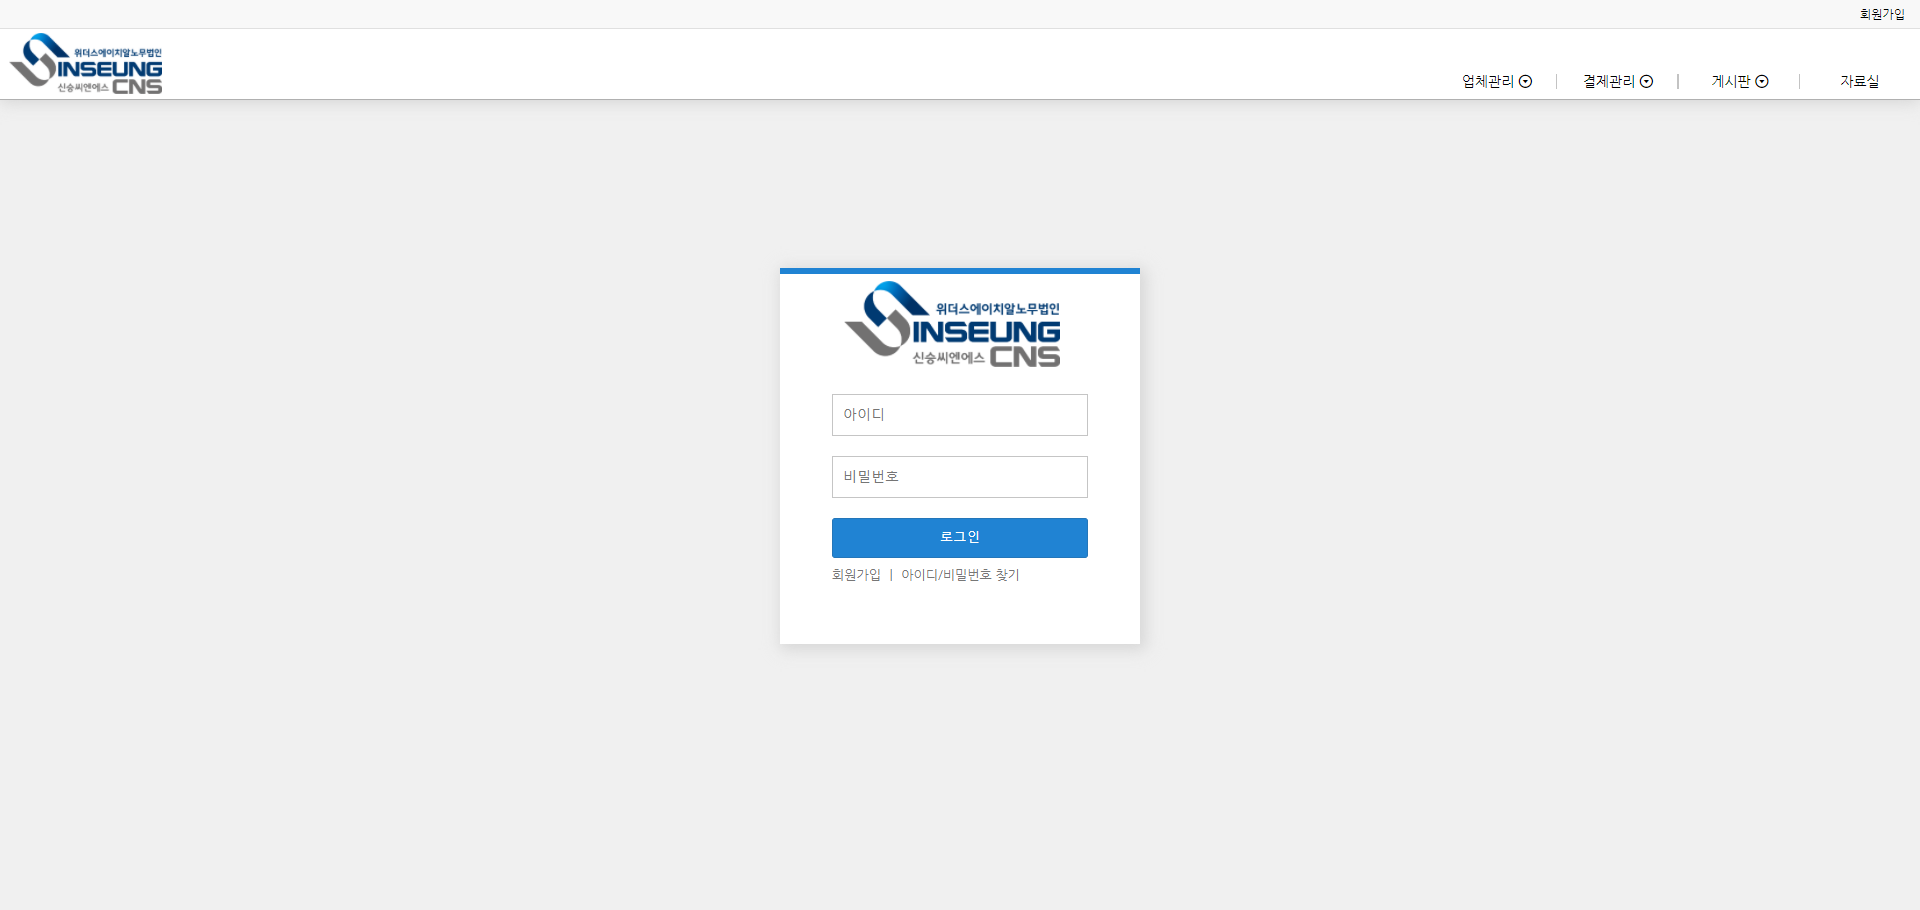 회원가입
위더스에이치알노무법인
INSEUNG
신승씨엔에스 CNS
업체관리 결제관리 게시판 자료실
위더스에이치알노무법인
INSEUNG
신승씨엔에스 CNS
아이디
비밀번호
로그인
회원가입 | 아이디/비밀번호 찾기